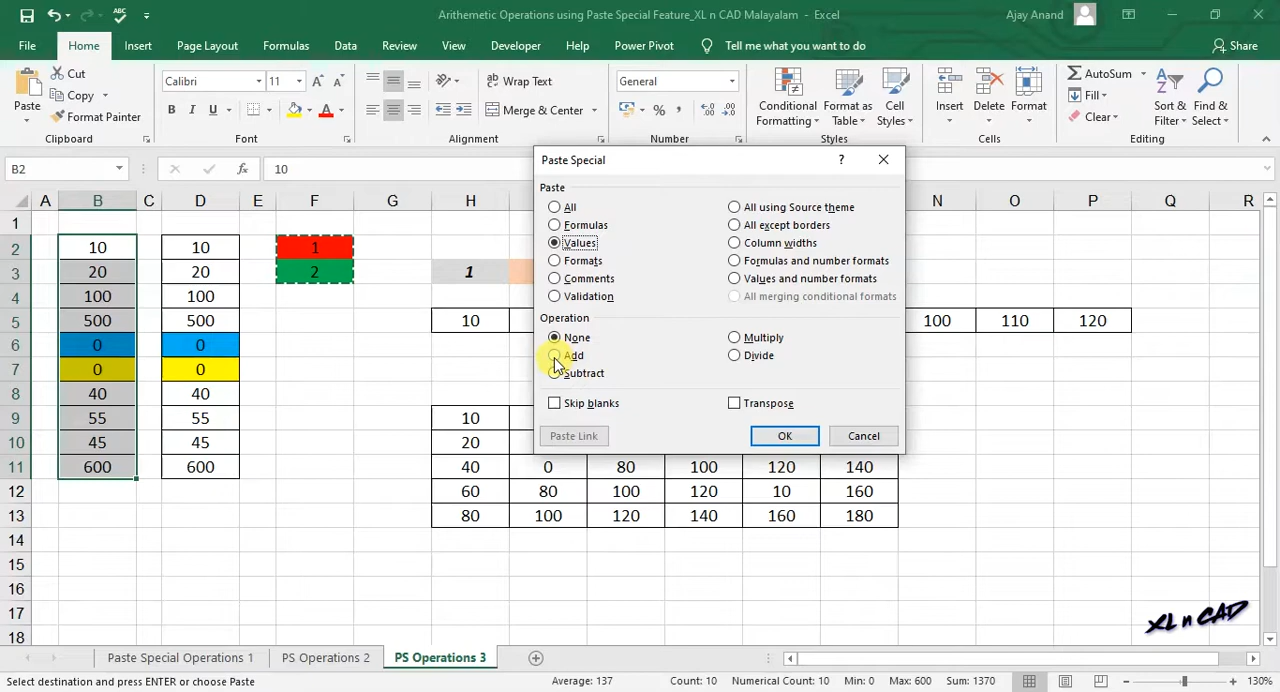 Arithemetic Operations using Paste Special Feature_XL n CAD Malayalam - Excel
Ajay Anand
File Home Insert Page Layout Formulas Data Review View Developer Help Power Pivot Tell me what you want to do Share
Paste
Cut
Copy
Format Painter
Clipboard
Calibri 11
B I U A
Font
Wrap Text
Merge & Center
Alignment
General
% ,
Number
Conditional Formatting
Format as Table
Cell Styles
Styles
Insert Delete Format
Cells
AutoSum
Fill
Clear
Sort & Filter
Find & Select
Editing
B2 fx 10
Paste Special ? ×
Paste
All
Formulas
Values
Formats
Comments
Validation
All using Source theme
All except borders
Column widths
Formulas and number formats
Values and number formats
All merging conditional formats
Operation
None
Add
Subtract
Multiply
Divide
Skip blanks
Transpose
Paste Link OK Cancel
A B C D E F G H N O P Q R
1
2 10 10 1
3 20 20 2 1
4 100 100
5 500 500 10 100 110 120
6 0 0
7 0 0
8 40 40
9 55 55 10
10 45 45 20
11 600 600 40 0 80 100 120 140
12 60 80 100 120 10 160
13 80 100 120 140 160 180
14
15
16
17
18
XL n CAD
Paste Special Operations 1 PS Operations 2 PS Operations 3
Select destination and press ENTER or choose Paste Average: 137 Count: 10 Numerical Count: 10 Min: 0 Max: 600 Sum: 1370 130%